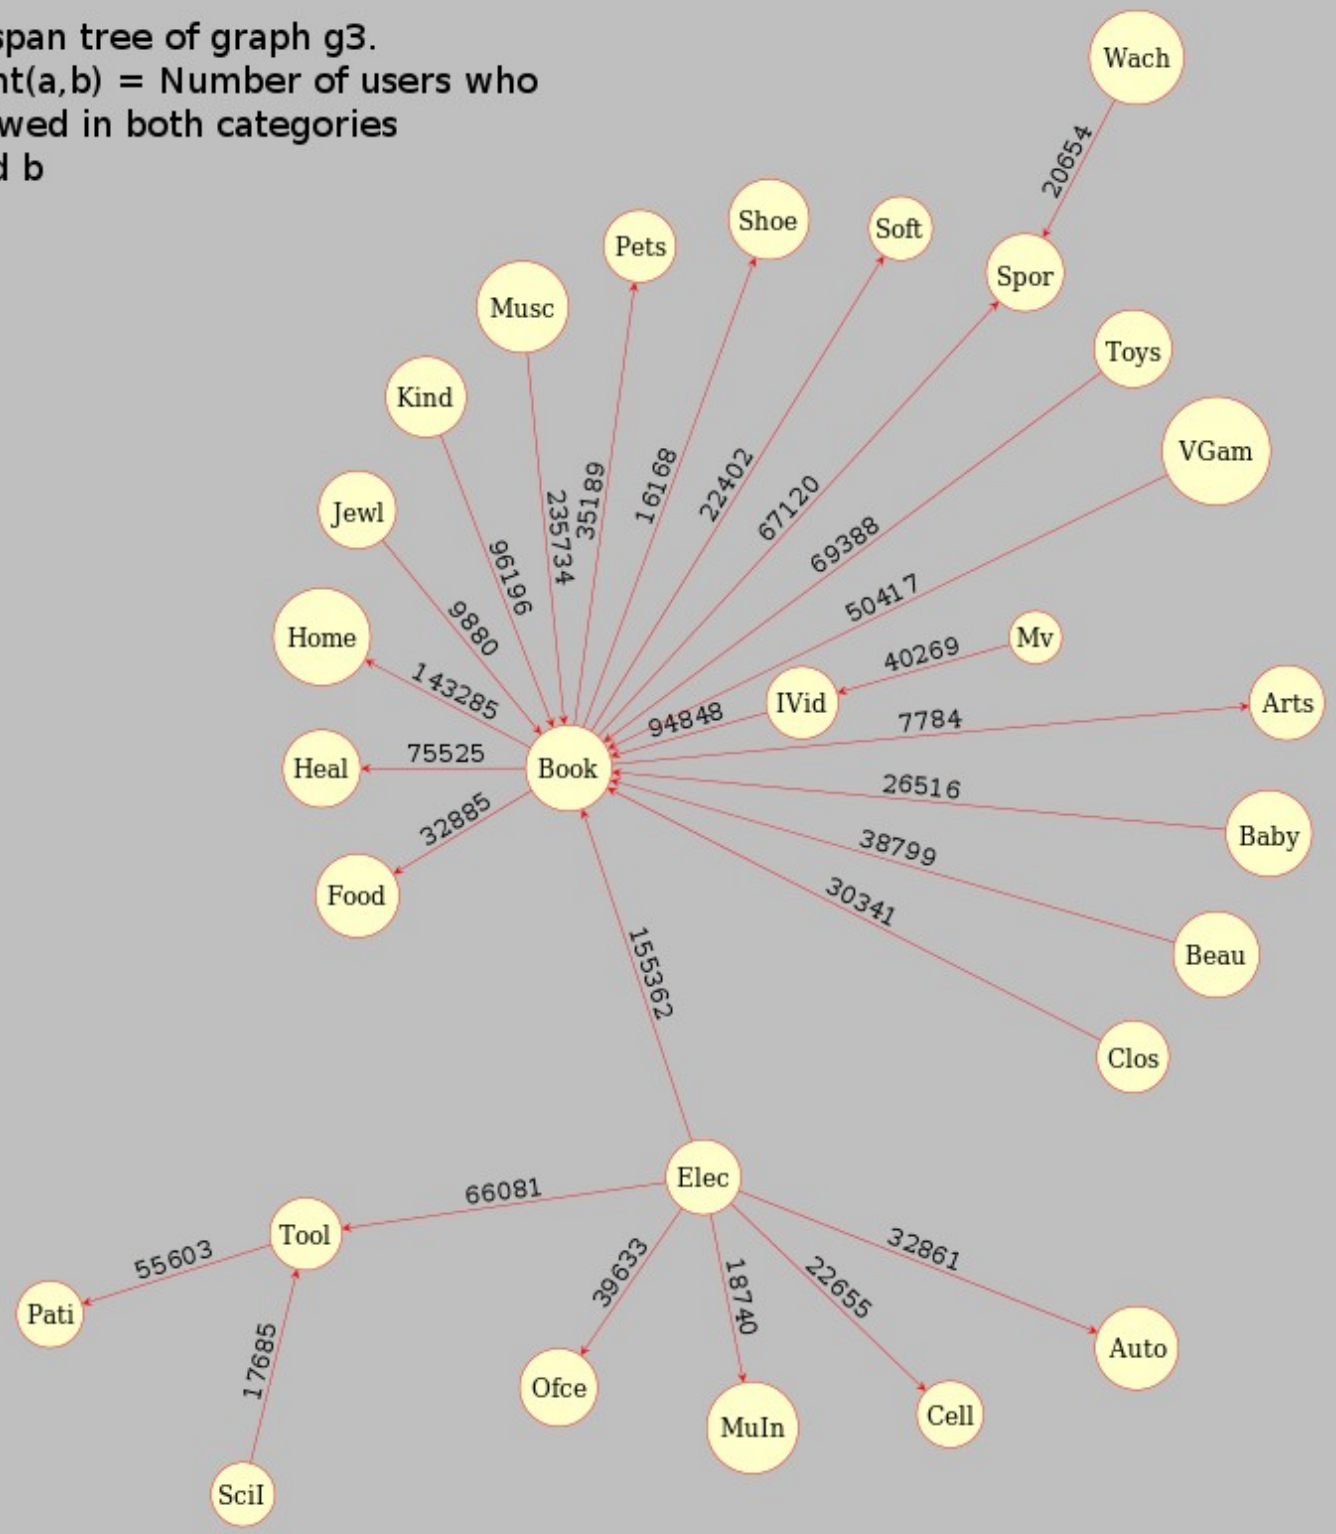 span tree of graph g3.
nt(a,b) = Number of users who
wed in both categories
d b
Wach
20654
Shoe
Soft
Pets
Spor
Musc
Toys
Kind
VGam
Jewl
235734
35189
16168
22402
67120
69388
96196
50417
9880
Home
Mv
40269
143285
IVid
Arts
94848
7784
Heal
75525
Book
26516
32885
Baby
38799
Food
30341
Beau
155362
Clos
Elec
66081
Tool
55603
39633
18740
22655
32861
Pati
17685
Auto
Ofce
MuIn
Cell
SciI